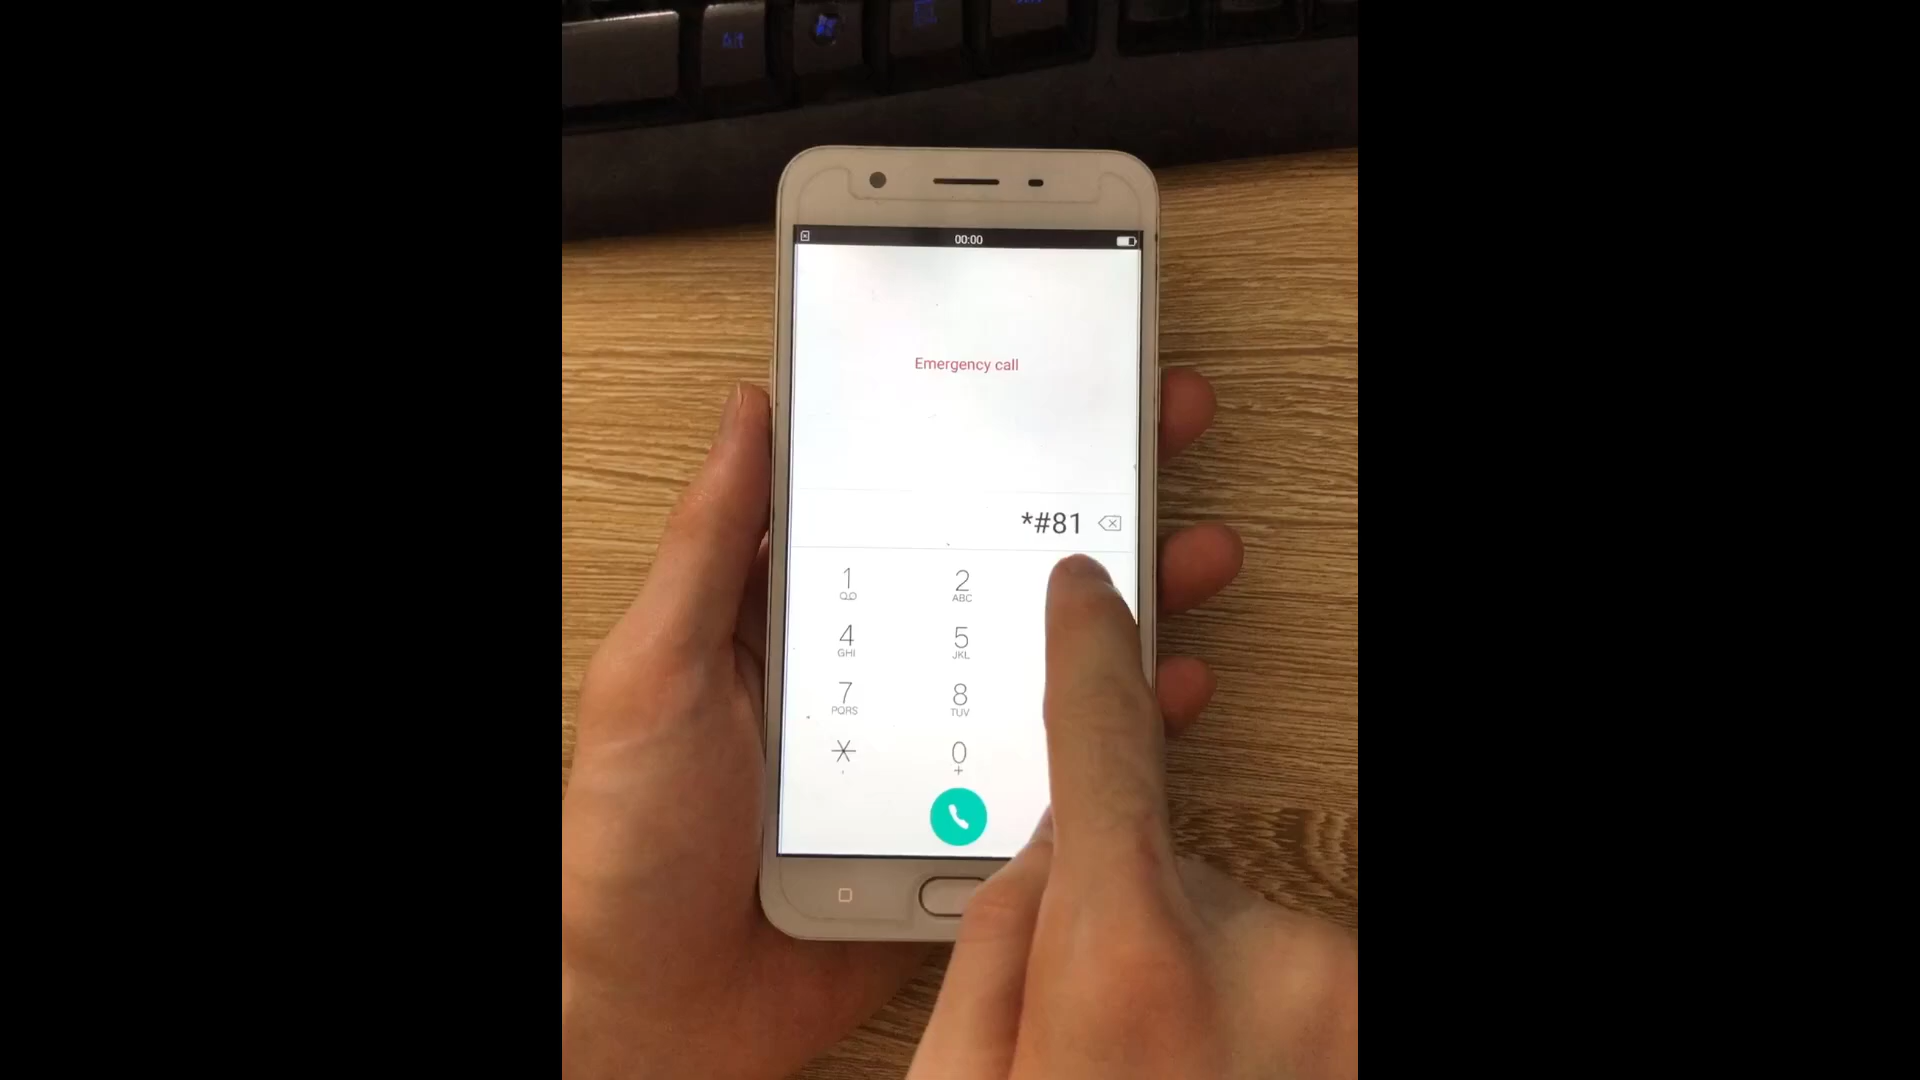 Alt
00:00
Emergency call
*#81
1
2
ABC
4
GHI
5
JKL
7
PQRS
8
TUV
*
0
+